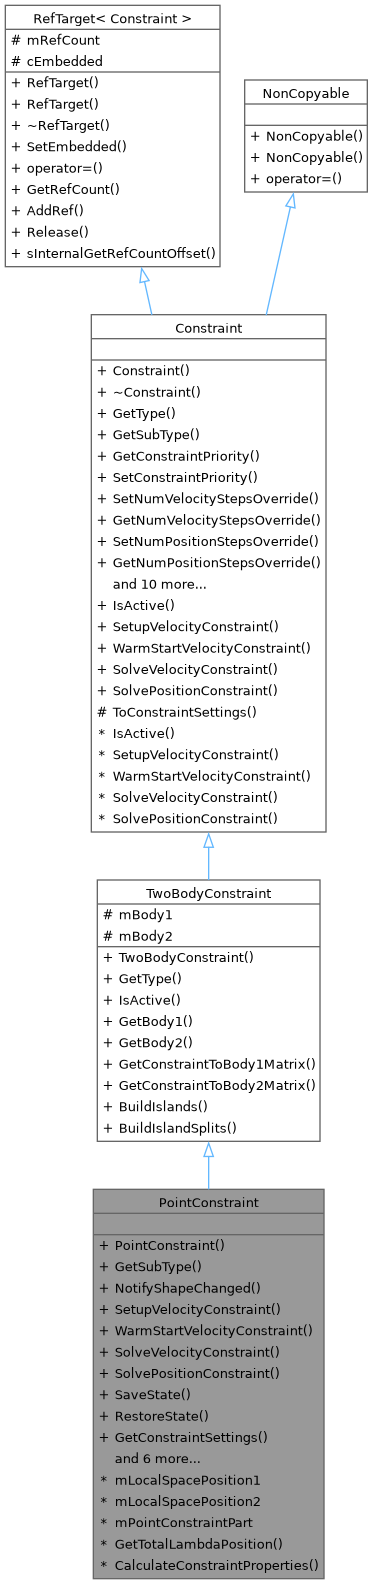 RefTarget< Constraint >
# mRefCount
# cEmbedded
+ RefTarget()
+ RefTarget()
+ ~RefTarget()
+ SetEmbedded()
+ operator=()
+ GetRefCount()
+ AddRef()
+ Release()
+ sInternalGetRefCountOffset()
NonCopyable
+ NonCopyable()
+ NonCopyable()
+ operator=()
Constraint
+ Constraint()
+ ~Constraint()
+ GetType()
+ GetSubType()
+ GetConstraintPriority()
+ SetConstraintPriority()
+ SetNumVelocityStepsOverride()
+ GetNumVelocityStepsOverride()
+ SetNumPositionStepsOverride()
+ GetNumPositionStepsOverride()
and 10 more...
+ IsActive()
+ SetupVelocityConstraint()
+ WarmStartVelocityConstraint()
+ SolveVelocityConstraint()
+ SolvePositionConstraint()
# ToConstraintSettings()
* IsActive()
* SetupVelocityConstraint()
* WarmStartVelocityConstraint()
* SolveVelocityConstraint()
* SolvePositionConstraint()
TwoBodyConstraint
# mBody1
# mBody2
+ TwoBodyConstraint()
+ GetType()
+ IsActive()
+ GetBody1()
+ GetBody2()
+ GetConstraintToBody1Matrix()
+ GetConstraintToBody2Matrix()
+ BuildIslands()
+ BuildIslandSplits()
PointConstraint
+ PointConstraint()
+ GetSubType()
+ NotifyShapeChanged()
+ SetupVelocityConstraint()
+ WarmStartVelocityConstraint()
+ SolveVelocityConstraint()
+ SolvePositionConstraint()
+ SaveState()
+ RestoreState()
+ GetConstraintSettings()
and 6 more...
* mLocalSpacePosition1
* mLocalSpacePosition2
* mPointConstraintPart
* GetTotalLambdaPosition()
* CalculateConstraintProperties()